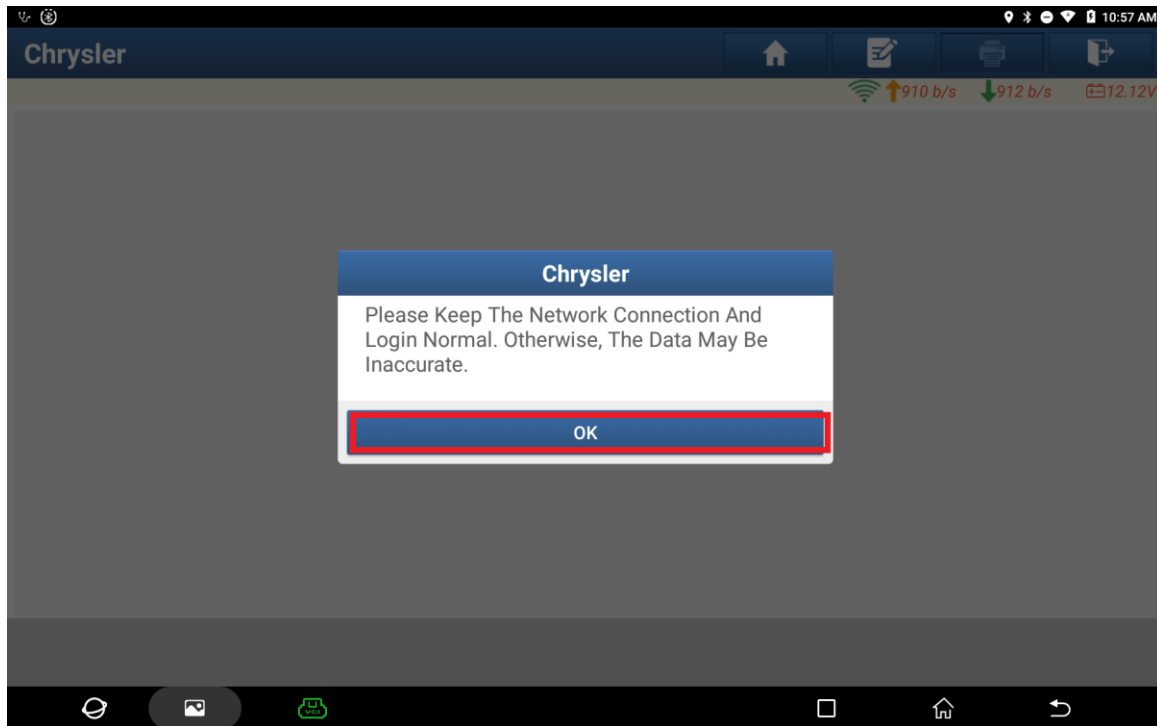 10:57 AM
Chrysler
910 b/s 912 b/s 12.12V
Chrysler
Please Keep The Network Connection And
Login Normal. Otherwise, The Data May Be
Inaccurate.
OK
VCI